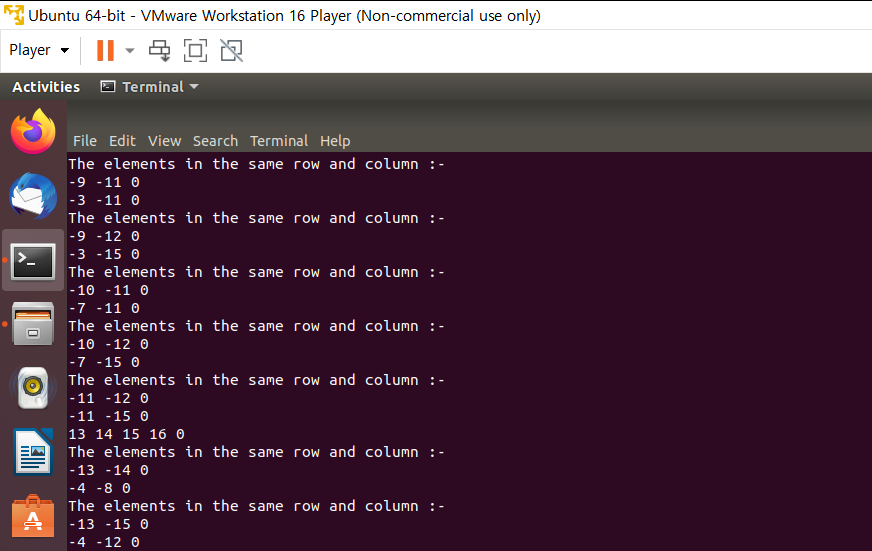 Ubuntu 64-bit - VMware Workstation 16 Player (Non-commercial use only)
Player
Activities Terminal
File Edit View Search Terminal Help
The elements in the same row and column :-
-9 -11 0
-3 -11 0
The elements in the same row and column :-
-9 -12 0
-3 -15 0
The elements in the same row and column :-
-10 -11 0
-7 -11 0
The elements in the same row and column :-
-10 -12 0
-7 -15 0
The elements in the same row and column :-
-11 -12 0
-11 -15 0
13 14 15 16 0
The elements in the same row and column :-
-13 -14 0
-4 -8 0
The elements in the same row and column :-
-13 -15 0
-4 -12 0